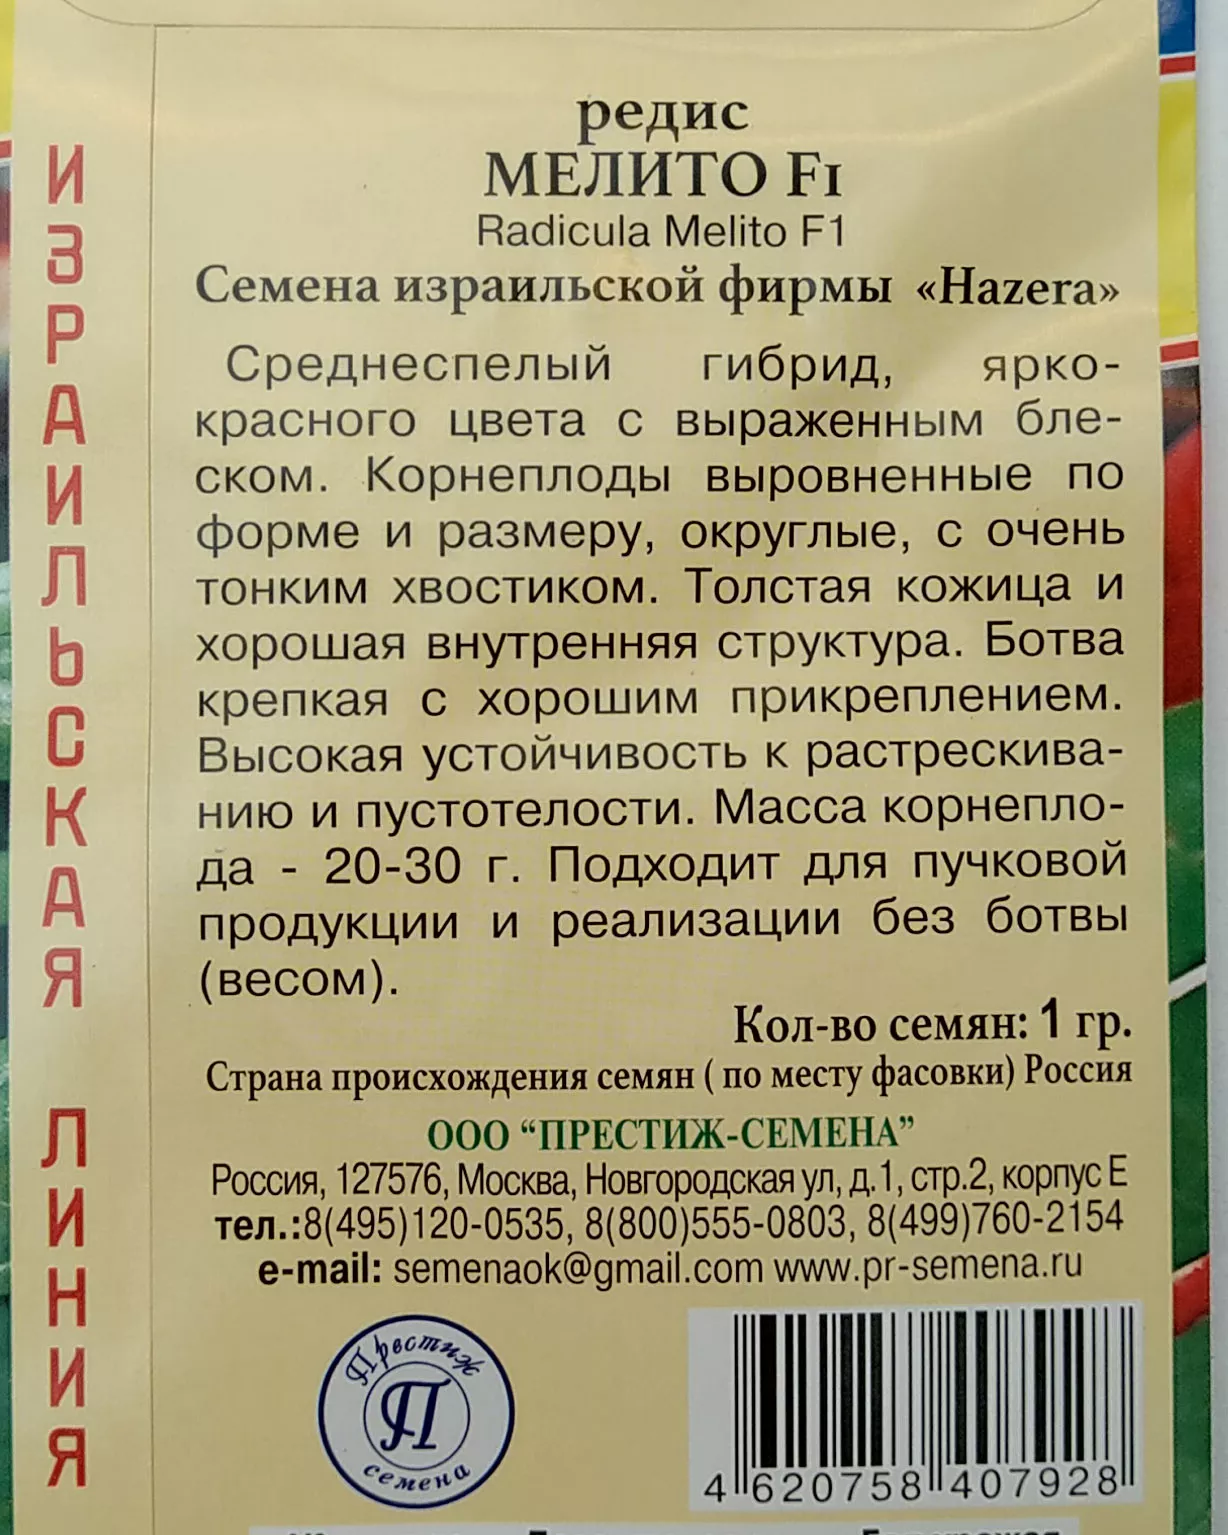 ИЗРАИЛЬСКАЯ ЛИНИЯ
редис
МЕЛИТО F1
Radicula Melito F1
Семена израильской фирмы «Hazera»
Среднеспелый гибрид, ярко-
красного цвета с выраженным бле-
ском. Корнеплоды выровненные по
форме и размеру, округлые, с очень
тонким хвостиком. Толстая кожица и
хорошая внутренняя структура. Ботва
крепкая с хорошим прикреплением.
Высокая устойчивость к растрескива-
нию и пустотелости. Масса корнепло-
да - 20-30 г. Подходит для пучковой
продукции и реализации без ботвы
(весом).
Кол-во семян: 1 гр.
Страна происхождения семян ( по месту фасовки) Россия
ООО “ПРЕСТИЖ-СЕМЕНА”
Россия, 127576, Москва, Новгородская ул, д.1, стр.2, корпус Е
тел.:8(495)120-0535, 8(800)555-0803, 8(499)760-2154
e-mail: semenaok@gmail.com www.pr-semena.ru
Престиж
П
семена
4 620758 407928